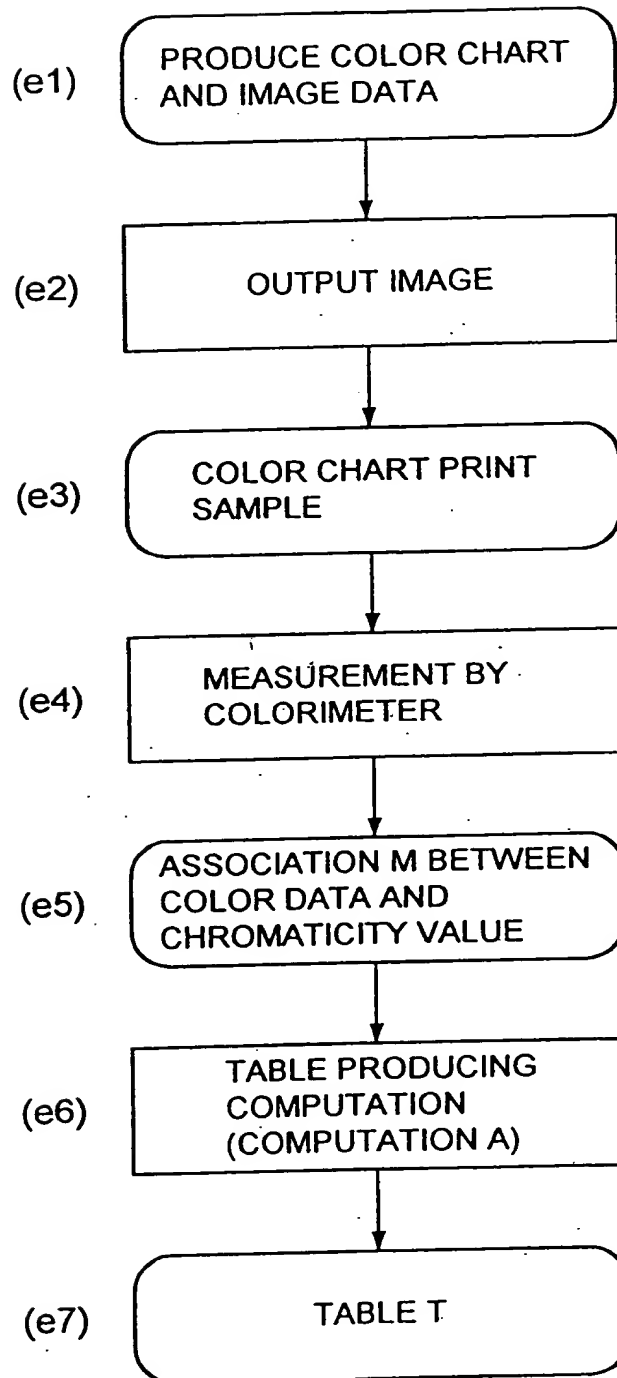 (e1)
PRODUCE COLOR CHART
AND IMAGE DATA
(e2)
OUTPUT IMAGE
(e3)
COLOR CHART PRINT
SAMPLE
(e4)
MEASUREMENT BY
COLORIMETER
(e5)
ASSOCIATION M BETWEEN
COLOR DATA AND
CHROMATICITY VALUE
(e6)
TABLE PRODUCING
COMPUTATION
(COMPUTATION A)
(e7)
TABLE T